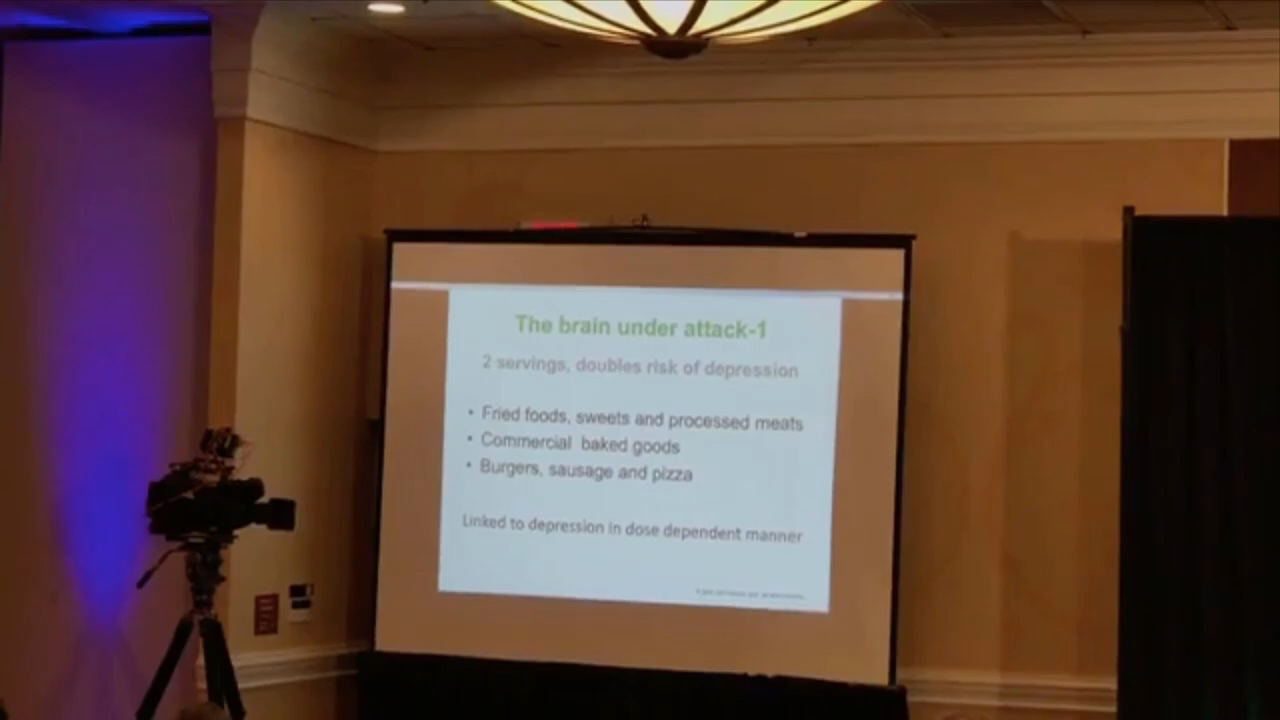 The brain under attack-1
2 servings, doubles risk of depression
• Fried foods, sweets and processed meats
• Commercial baked goods
• Burgers, sausage and pizza
Linked to depression in dose dependent manner